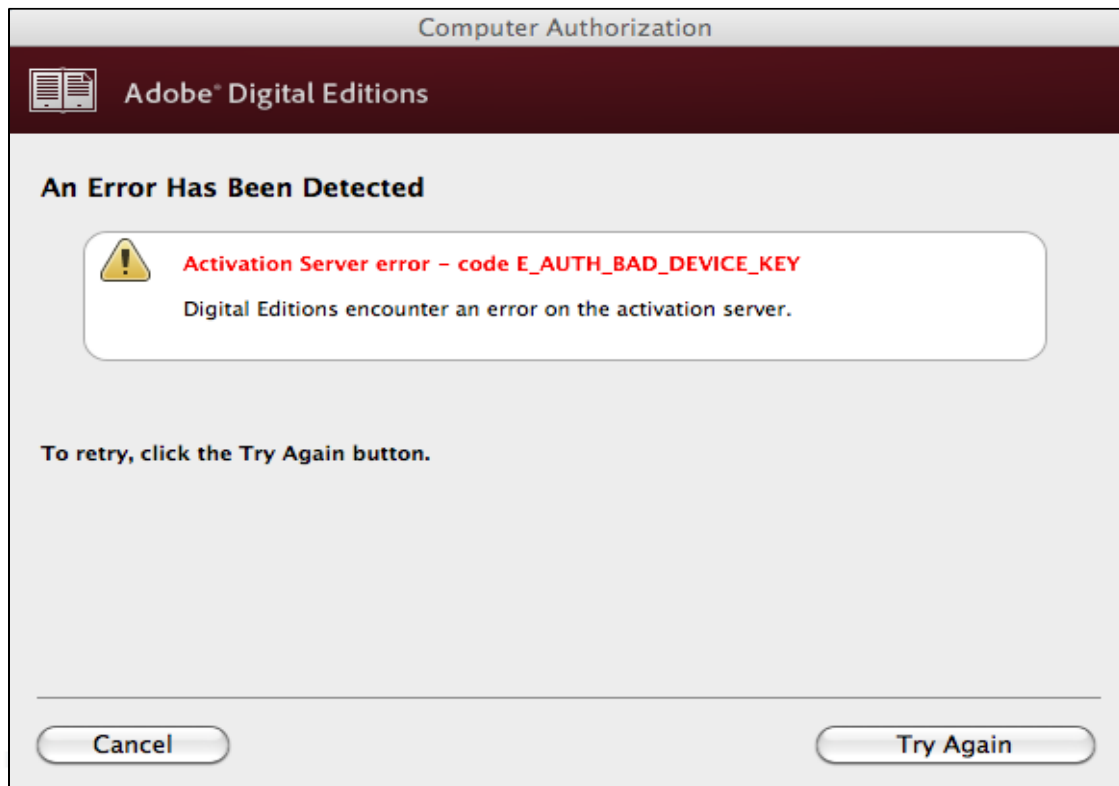 Computer Authorization
Adobe® Digital Editions
An Error Has Been Detected
Activation Server error – code E_AUTH_BAD_DEVICE_KEY
Digital Editions encounter an error on the activation server.
To retry, click the Try Again button.
Cancel
Try Again